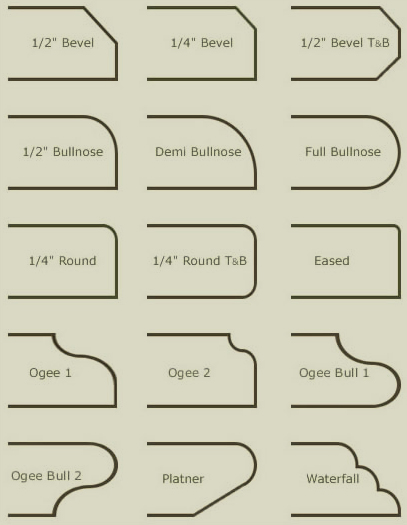 1/2" Bevel
1/4" Bevel
1/2" Bevel T&B
1/2" Bullnose
Demi Bullnose
Full Bullnose
1/4" Round
1/4" Round T&B
Eased
Ogee 1
Ogee 2
Ogee Bull 1
Ogee Bull 2
Platner
Waterfall